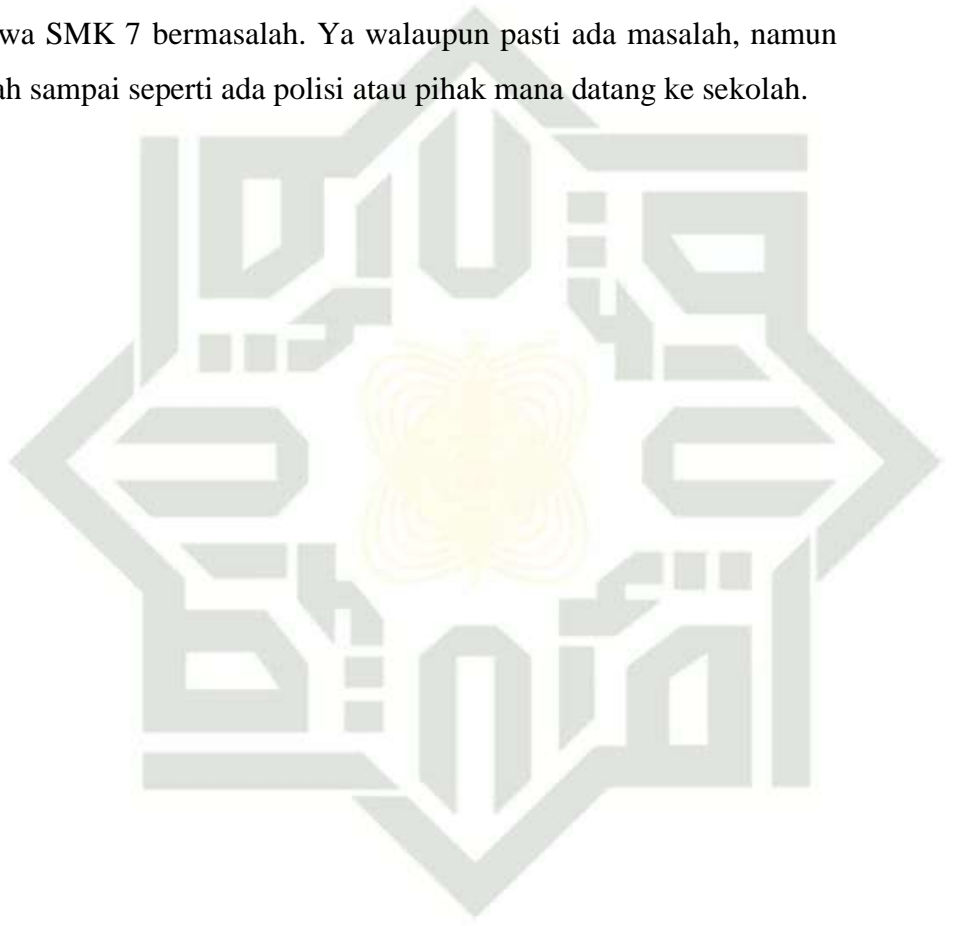 wa SMK 7 bermasalah. Ya walaupun pasti ada masalah, namun
ah sampai seperti ada polisi atau pihak mana datang ke sekolah.